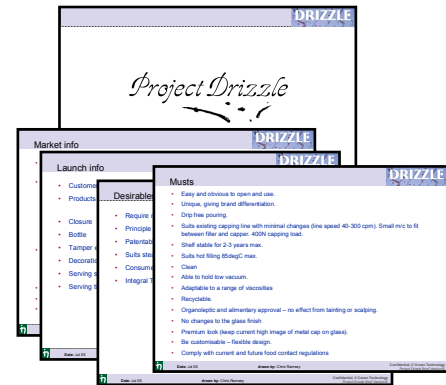 DRIZZLE
Project Drizzle
DRIZZLE
Market info
DRIZZLE
Launch info
Custome
Products
Closure
Bottle
Tamper e
Decoratio
Serving s
Serving ti
Desirables
Require
Principle
Patentab
Suits stea
Consume
Integral T
DRIZZLE
Musts
Easy and obvious to open and use.
Unique, giving brand differentiation.
Drip free pouring.
Suits existing capping line with minimal changes (line speed 40-300 cpm). Small m/c to fit
between filler and capper. 400N capping load.
Shelf stable for 2-3 years max.
Suits hot filling 85degC max.
Clean
Able to hold low vacuum.
Adaptable to a range of viscosities
Recyclable.
Organoleptic and alimentary approval – no effect from tainting or scalping.
No changes to the glass finish
Premium look (keep current high image of metal cap on glass).
Be customisable – flexible design.
Comply with current and future food contact regulations
Date: Jul 05
drawn by: Chris Ramsey
Date: Jul 05
Date: Jul 05
drawn by: Chris Ramsey